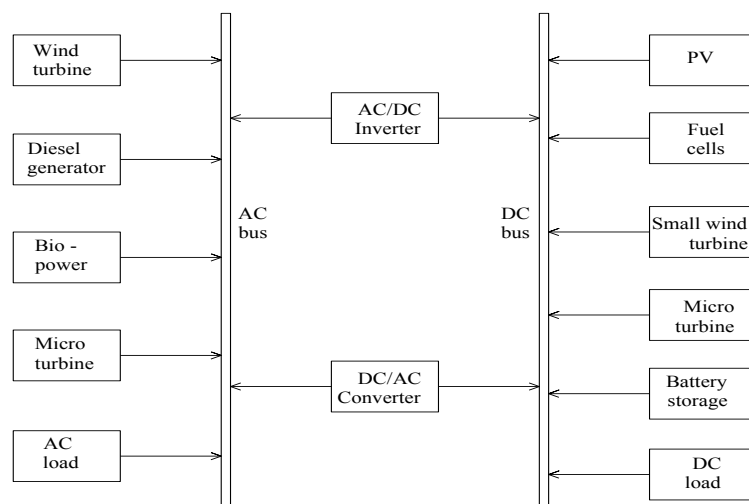 Wind
turbine
Diesel
generator
Bio -
power
Micro
turbine
AC
load
AC
bus
AC/DC
Inverter
DC/AC
Converter
DC
bus
PV
Fuel
cells
Small wind
turbine
Micro
turbine
Battery
storage
DC
load